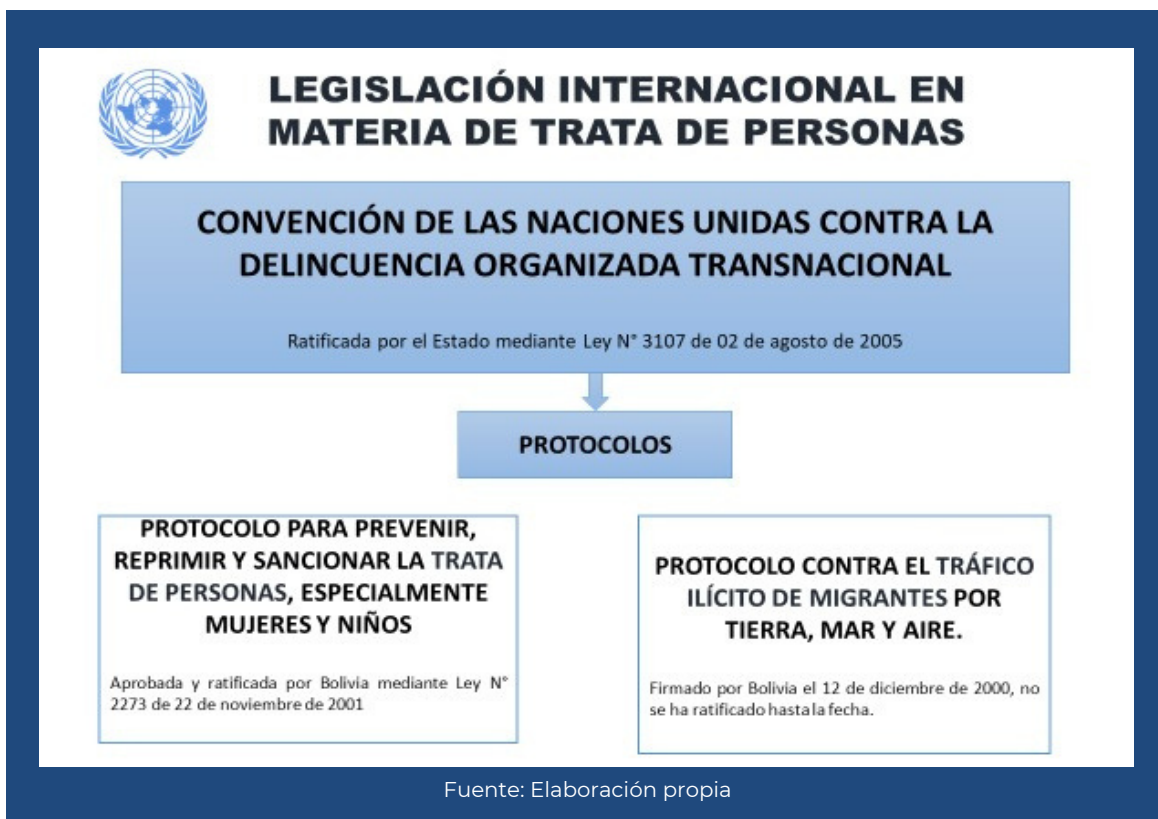 LEGISLACIÓN INTERNACIONAL EN
MATERIA DE TRATA DE PERSONAS
CONVENCIÓN DE LAS NACIONES UNIDAS CONTRA LA
DELINCUENCIA ORGANIZADA TRANSNACIONAL
Ratificada por el Estado mediante Ley N° 3107 de 02 de agosto de 2005
PROTOCOLOS
PROTOCOLO PARA PREVENIR,
REPRIMIR Y SANCIONAR LA TRATA
DE PERSONAS, ESPECIALMENTE
MUJERES Y NIÑOS
Aprobada y ratificada por Bolivia mediante Ley N°
2273 de 22 de noviembre de 2001
PROTOCOLO CONTRA EL TRÁFICO
ILÍCITO DE MIGRANTES POR
TIERRA, MAR Y AIRE.
Firmado por Bolivia el 12 de diciembre de 2000, no
se ha ratificado hasta la fecha.
Fuente: Elaboración propia